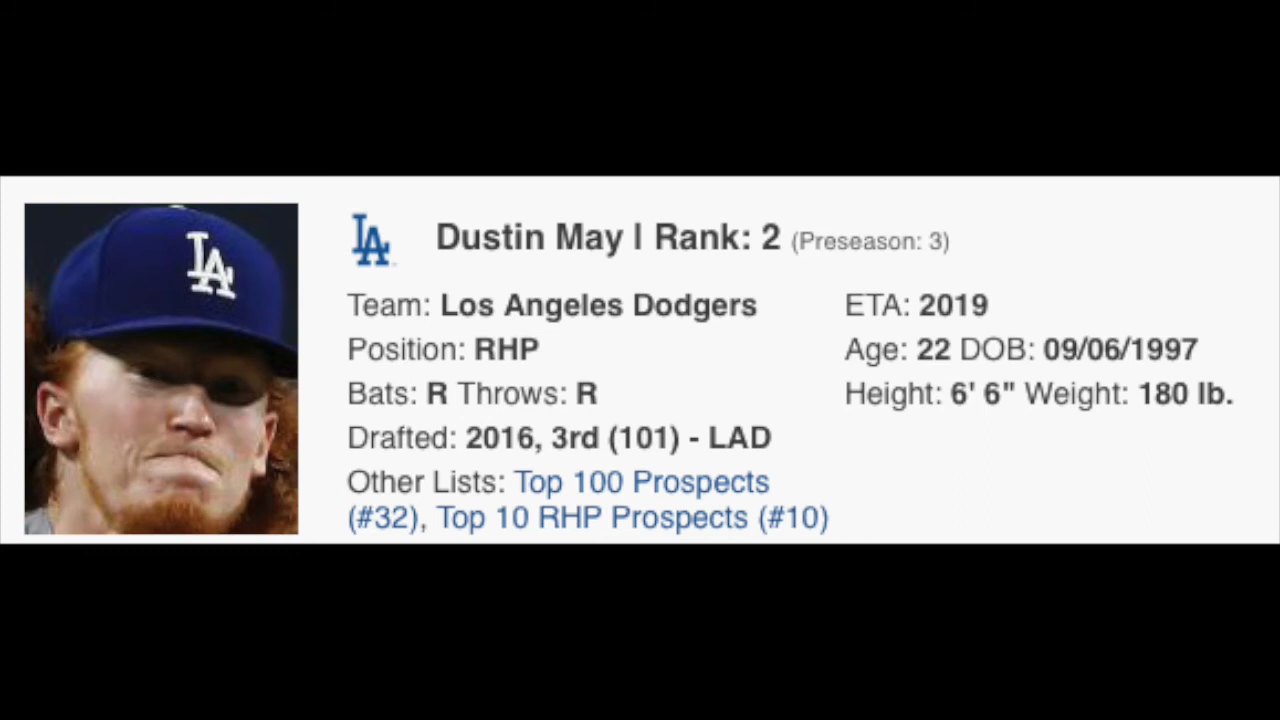 LA
LA
Dustin May | Rank: 2 (Preseason: 3)
Team: Los Angeles Dodgers
ETA: 2019
Position: RHP
Age: 22 DOB: 09/06/1997
Bats: R Throws: R
Height: 6' 6" Weight: 180 lb.
Drafted: 2016, 3rd (101) - LAD
Other Lists: Top 100 Prospects
(#32), Top 10 RHP Prospects (#10)